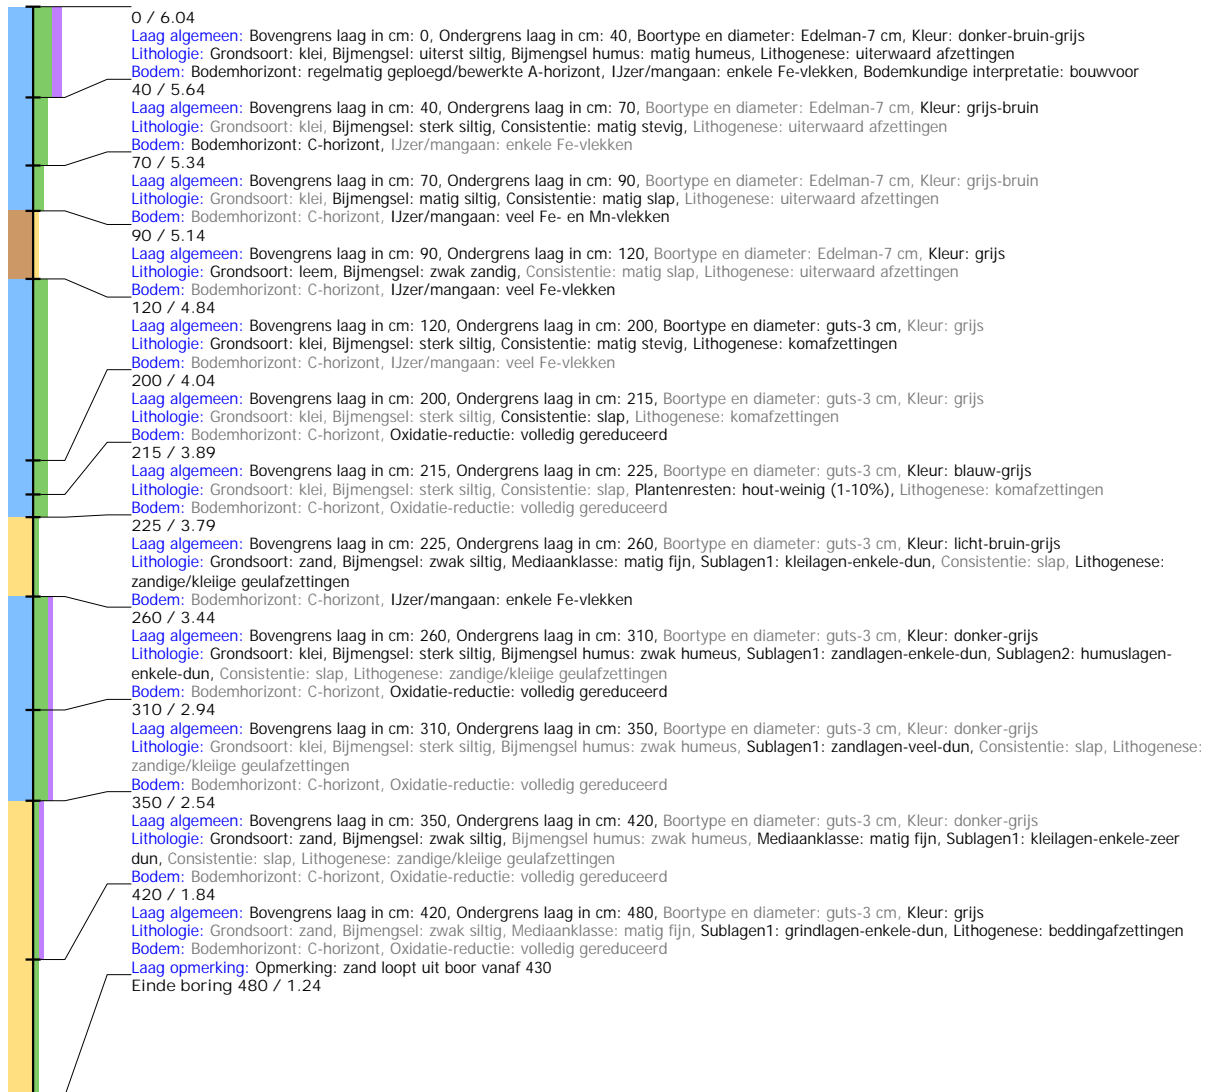 0 / 6.04
Laag algemeen: Bovengrens laag in cm: 0, Ondergrens laag in cm: 40, Boortype en diameter: Edelman-7 cm, Kleur: donker-bruin-grijs
Lithologie: Grondsoort: klei, Bijmengsel: uiterst siltig, Bijmengsel humus: matig humeus, Lithogenese: uiterwaard afzettingen
Bodem: Bodemhorizont: regelmatig geploegd/bewerkte A-horizont, IJzer/mangaan: enkele Fe-vlekken, Bodemkundige interpretatie: bouwvoor
40 / 5.64
Laag algemeen: Bovengrens laag in cm: 40, Ondergrens laag in cm: 70, Boortype en diameter: Edelman-7 cm, Kleur: grijs-bruin
Lithologie: Grondsoort: klei, Bijmengsel: sterk siltig, Consistentie: matig stevig, Lithogenese: uiterwaard afzettingen
Bodem: Bodemhorizont: C-horizont, IJzer/mangaan: enkele Fe-vlekken
70 / 5.34
Laag algemeen: Bovengrens laag in cm: 70, Ondergrens laag in cm: 90, Boortype en diameter: Edelman-7 cm, Kleur: grijs-bruin
Lithologie: Grondsoort: klei, Bijmengsel: matig siltig, Consistentie: matig slap, Lithogenese: uiterwaard afzettingen
Bodem: Bodemhorizont: C-horizont, IJzer/mangaan: veel Fe- en Mn-vlekken
90 / 5.14
Laag algemeen: Bovengrens laag in cm: 90, Ondergrens laag in cm: 120, Boortype en diameter: Edelman-7 cm, Kleur: grijs
Lithologie: Grondsoort: leem, Bijmengsel: zwak zandig, Consistentie: matig slap, Lithogenese: uiterwaard afzettingen
Bodem: Bodemhorizont: C-horizont, IJzer/mangaan: veel Fe-vlekken
120 / 4.84
Laag algemeen: Bovengrens laag in cm: 120, Ondergrens laag in cm: 200, Boortype en diameter: guts-3 cm, Kleur: grijs
Lithologie: Grondsoort: klei, Bijmengsel: sterk siltig, Consistentie: matig stevig, Lithogenese: komafzettingen
Bodem: Bodemhorizont: C-horizont, IJzer/mangaan: veel Fe-vlekken
200 / 4.04
Laag algemeen: Bovengrens laag in cm: 200, Ondergrens laag in cm: 215, Boortype en diameter: guts-3 cm, Kleur: grijs
Lithologie: Grondsoort: klei, Bijmengsel: sterk siltig, Consistentie: slap, Lithogenese: komafzettingen
Bodem: Bodemhorizont: C-horizont, Oxidatie-reductie: volledig gereduceerd
215 / 3.89
Laag algemeen: Bovengrens laag in cm: 215, Ondergrens laag in cm: 225, Boortype en diameter: guts-3 cm, Kleur: blauw-grijs
Lithologie: Grondsoort: klei, Bijmengsel: sterk siltig, Consistentie: slap, Plantenresten: hout-weinig (1-10%), Lithogenese: komafzettingen
Bodem: Bodemhorizont: C-horizont, Oxidatie-reductie: volledig gereduceerd
225 / 3.79
Laag algemeen: Bovengrens laag in cm: 225, Ondergrens laag in cm: 260, Boortype en diameter: guts-3 cm, Kleur: licht-bruin-grijs
Lithologie: Grondsoort: zand, Bijmengsel: zwak siltig, Mediaanklasse: matig fijn, Sublagen1: kleilagen-enkele-dun, Consistentie: slap, Lithogenese:
zandige/kleiige geulafzettingen
Bodem: Bodemhorizont: C-horizont, IJzer/mangaan: enkele Fe-vlekken
260 / 3.44
Laag algemeen: Bovengrens laag in cm: 260, Ondergrens laag in cm: 310, Boortype en diameter: guts-3 cm, Kleur: donker-grijs
Lithologie: Grondsoort: klei, Bijmengsel: sterk siltig, Bijmengsel humus: zwak humeus, Sublagen1: zandlagen-enkele-dun, Sublagen2: humuslagen-
enkele-dun, Consistentie: slap, Lithogenese: zandige/kleiige geulafzettingen
Bodem: Bodemhorizont: C-horizont, Oxidatie-reductie: volledig gereduceerd
310 / 2.94
Laag algemeen: Bovengrens laag in cm: 310, Ondergrens laag in cm: 350, Boortype en diameter: guts-3 cm, Kleur: donker-grijs
Lithologie: Grondsoort: klei, Bijmengsel: sterk siltig, Bijmengsel humus: zwak humeus, Sublagen1: zandlagen-veel-dun, Consistentie: slap, Lithogenese:
zandige/kleiige geulafzettingen
Bodem: Bodemhorizont: C-horizont, Oxidatie-reductie: volledig gereduceerd
350 / 2.54
Laag algemeen: Bovengrens laag in cm: 350, Ondergrens laag in cm: 420, Boortype en diameter: guts-3 cm, Kleur: donker-grijs
Lithologie: Grondsoort: zand, Bijmengsel: zwak siltig, Bijmengsel humus: zwak humeus, Mediaanklasse: matig fijn, Sublagen1: kleilagen-enkele-zeer
dun, Consistentie: slap, Lithogenese: zandige/kleiige geulafzettingen
Bodem: Bodemhorizont: C-horizont, Oxidatie-reductie: volledig gereduceerd
420 / 1.84
Laag algemeen: Bovengrens laag in cm: 420, Ondergrens laag in cm: 480, Boortype en diameter: guts-3 cm, Kleur: grijs
Lithologie: Grondsoort: zand, Bijmengsel: zwak siltig, Mediaanklasse: matig fijn, Sublagen1: grindlagen-enkele-dun, Lithogenese: beddingafzettingen
Bodem: Bodemhorizont: C-horizont, Oxidatie-reductie: volledig gereduceerd
Laag opmerking: Opmerking: zand loopt uit boor vanaf 430
Einde boring 480 / 1.24